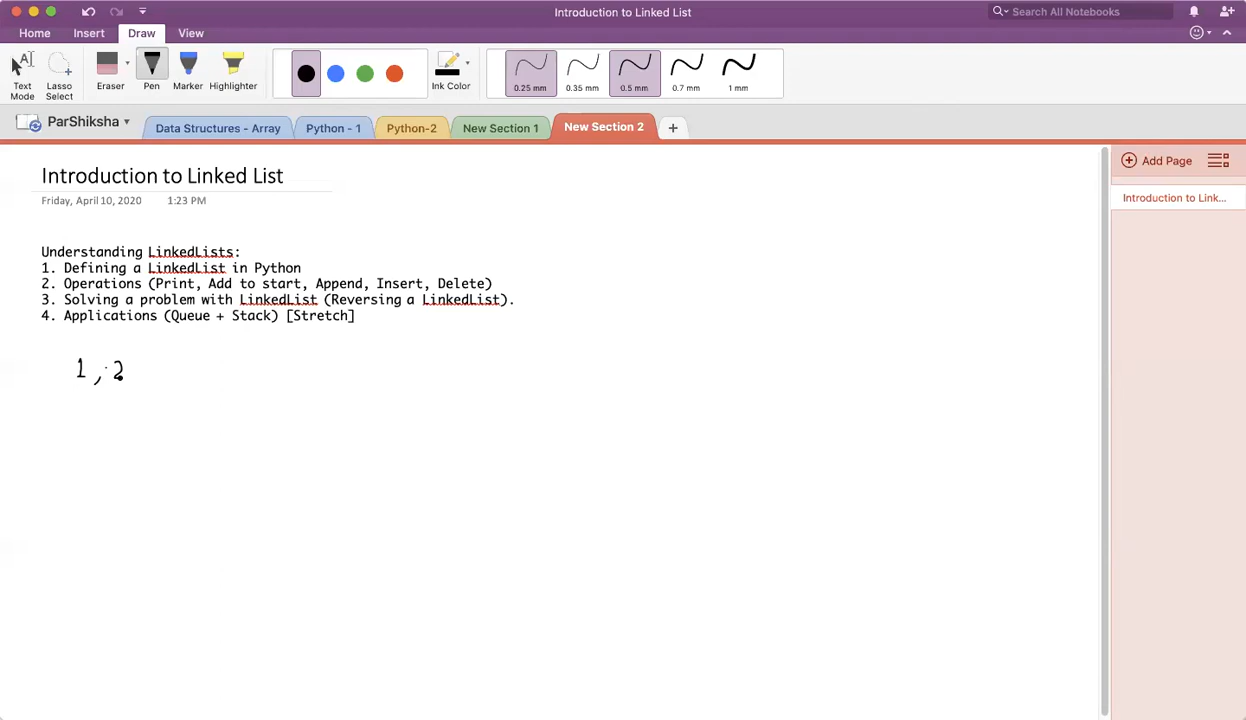 Introduction to Linked List
Search All Notebooks
Home Insert Draw View
Text Mode
Lasso Select
Eraser
Pen
Marker
Highlighter
Ink Color
0.25 mm
0.35 mm
0.5 mm
0.7 mm
1 mm
ParShiksha
Data Structures - Array
Python - 1
Python-2
New Section 1
New Section 2
+
Add Page
Introduction to Link...
Introduction to Linked List
Friday, April 10, 2020 1:23 PM
Understanding LinkedLists:
1. Defining a LinkedList in Python
2. Operations (Print, Add to start, Append, Insert, Delete)
3. Solving a problem with LinkedList (Reversing a LinkedList).
4. Applications (Queue + Stack) [Stretch]
1 , 2